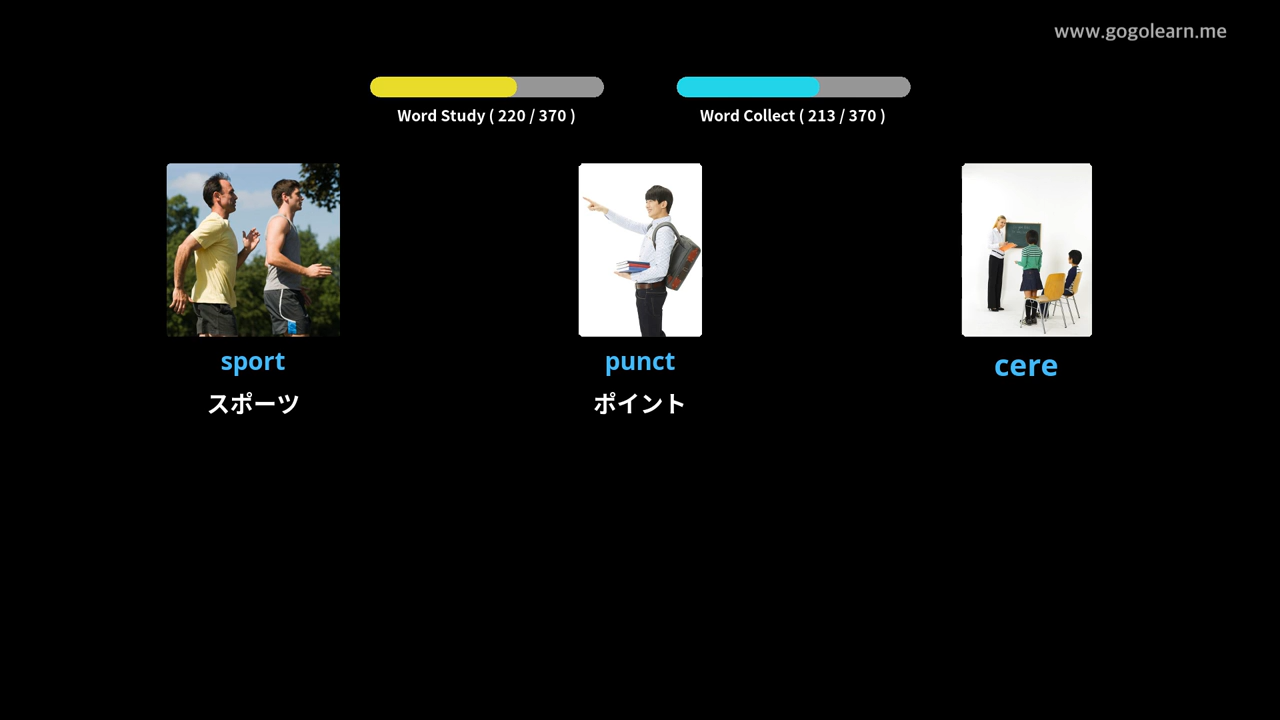 www.gogolearn.me
Word Study ( 220 / 370 )
Word Collect ( 213 / 370 )
sport
スポーツ
punct
ポイント
cere